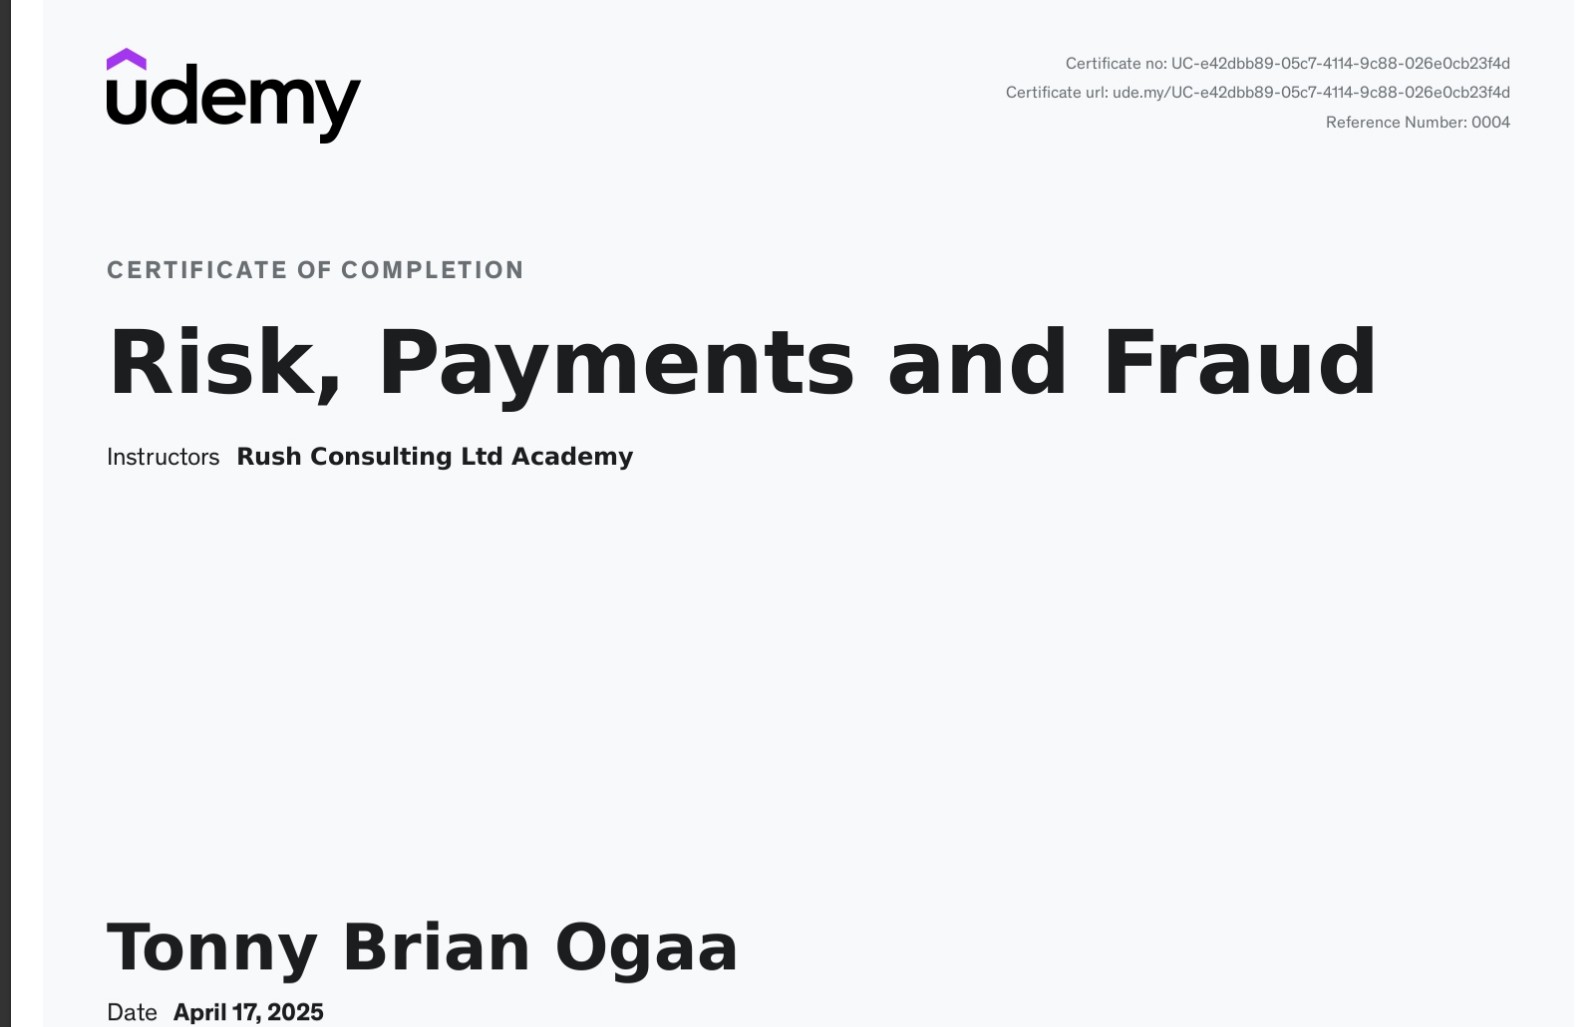 udemy
Certificate no: UC-e42dbb89-05c7-4114-9c88-026e0cb23f4d
Certificate url: ude.my/UC-e42dbb89-05c7-4114-9c88-026e0cb23f4d
Reference Number: 0004
CERTIFICATE OF COMPLETION
Risk, Payments and Fraud
Instructors Rush Consulting Ltd Academy
Tonny Brian Ogaa
Date April 17, 2025